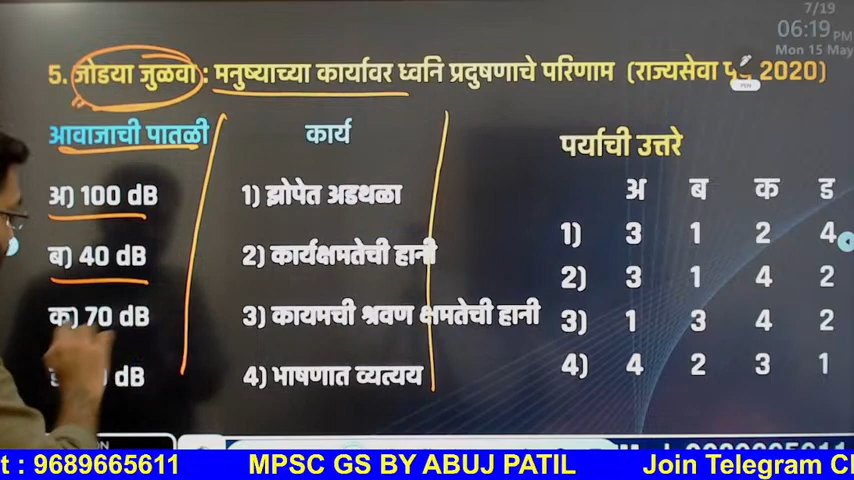 7/19
06:19 PM
Mon 15 May
5. जोडया जुळवा : मनुष्याच्या कार्यावर ध्वनि प्रदुषणाचे परिणाम (राज्यसेवा 2020)
PEN
आवाजाची पातळी
कार्य
पर्याची उत्तरे
अ ब क ड
अ) 100 dB
1) झोपेत अडथळा
1) 3 1 2 4
ब) 40 dB
2) कार्यक्षमतेची हानी
2) 3 1 4 2
क) 70 dB
3) कायमची श्रवण क्षमतेची हानी
3) 1 3 4 2
dB
4) भाषणात व्यत्यय
4) 4 2 3 1
t : 9689665611 MPSC GS BY ABUJ PATIL Join Telegram